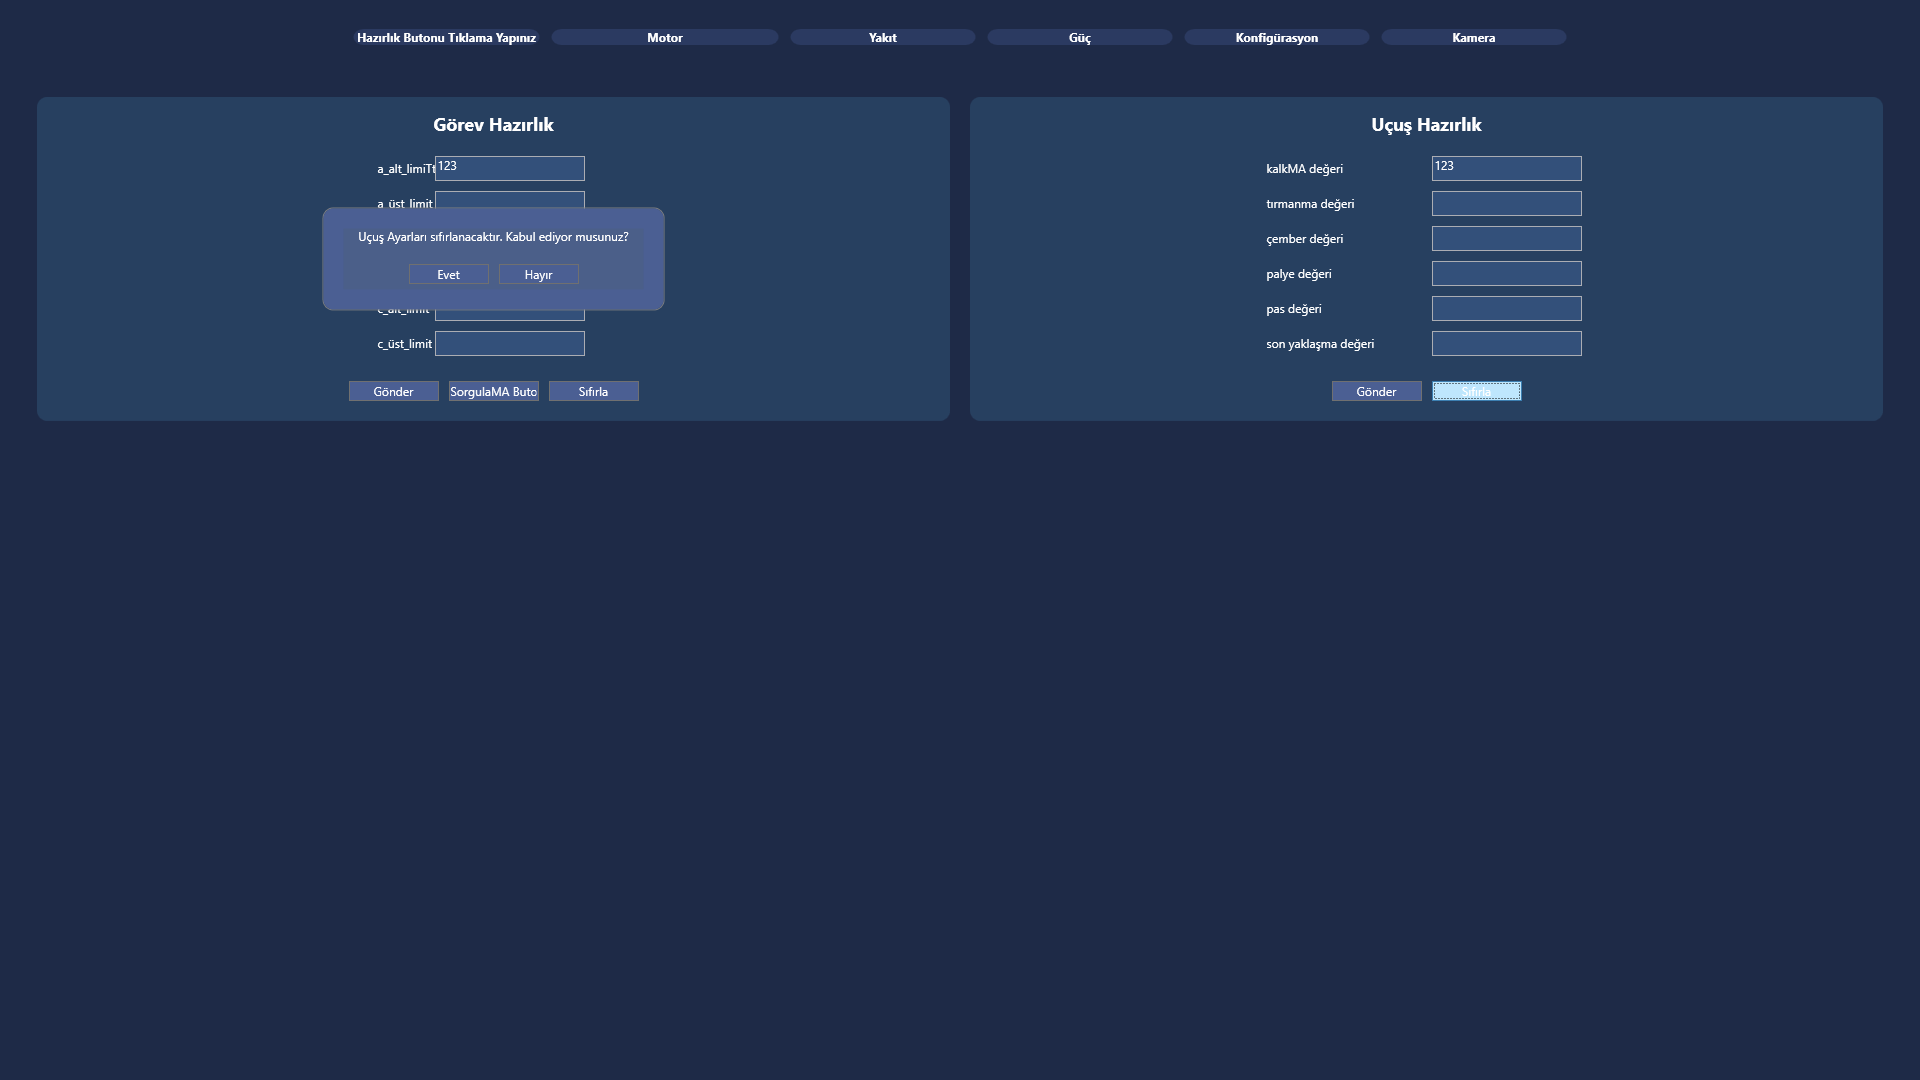 Hazırlık Butonu Tıklama Yapınız
Motor
Yakıt
Güç
Konfigürasyon
Kamera
Görev Hazırlık
a_alt_limiTt
123
a_üst_limit
Uçuş Ayarları sıfırlanacaktır. Kabul ediyor musunuz?
Evet
Hayır
c_alt_limit
c_üst_limit
Gönder
SorgulaMA Buto
Sıfırla
Uçuş Hazırlık
kalkMA değeri
123
tırmanma değeri
çember değeri
palye değeri
pas değeri
son yaklaşma değeri
Gönder
Sıfırla